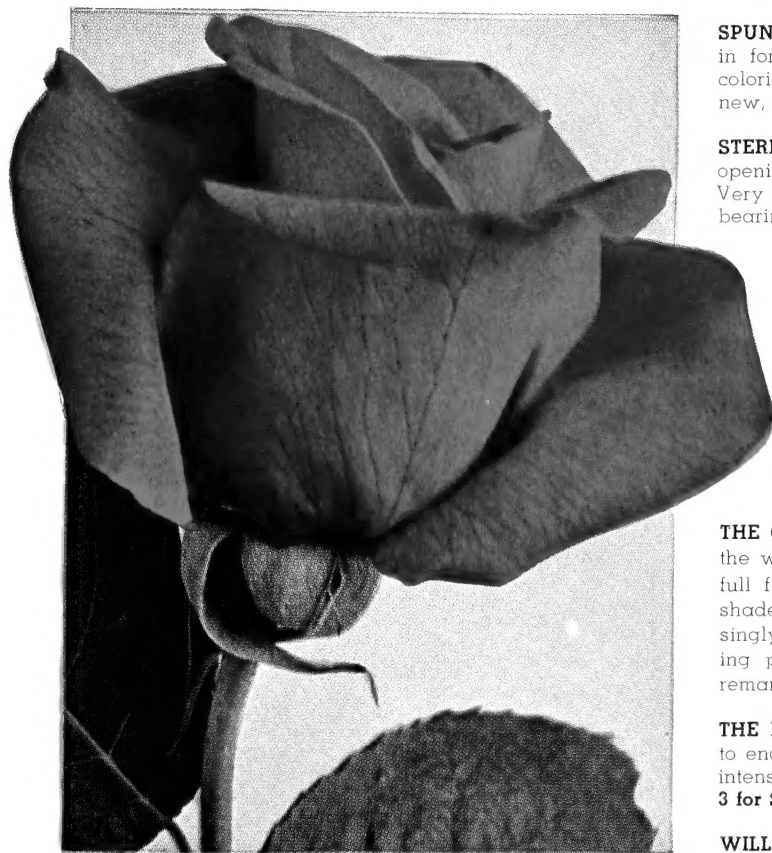 SPUN
in for
colori
new,
STERI
openi
Very
bearin
THE
the w
full f
shade
singly
ing p
remar
THE
to enc
intens
3 for
WILL